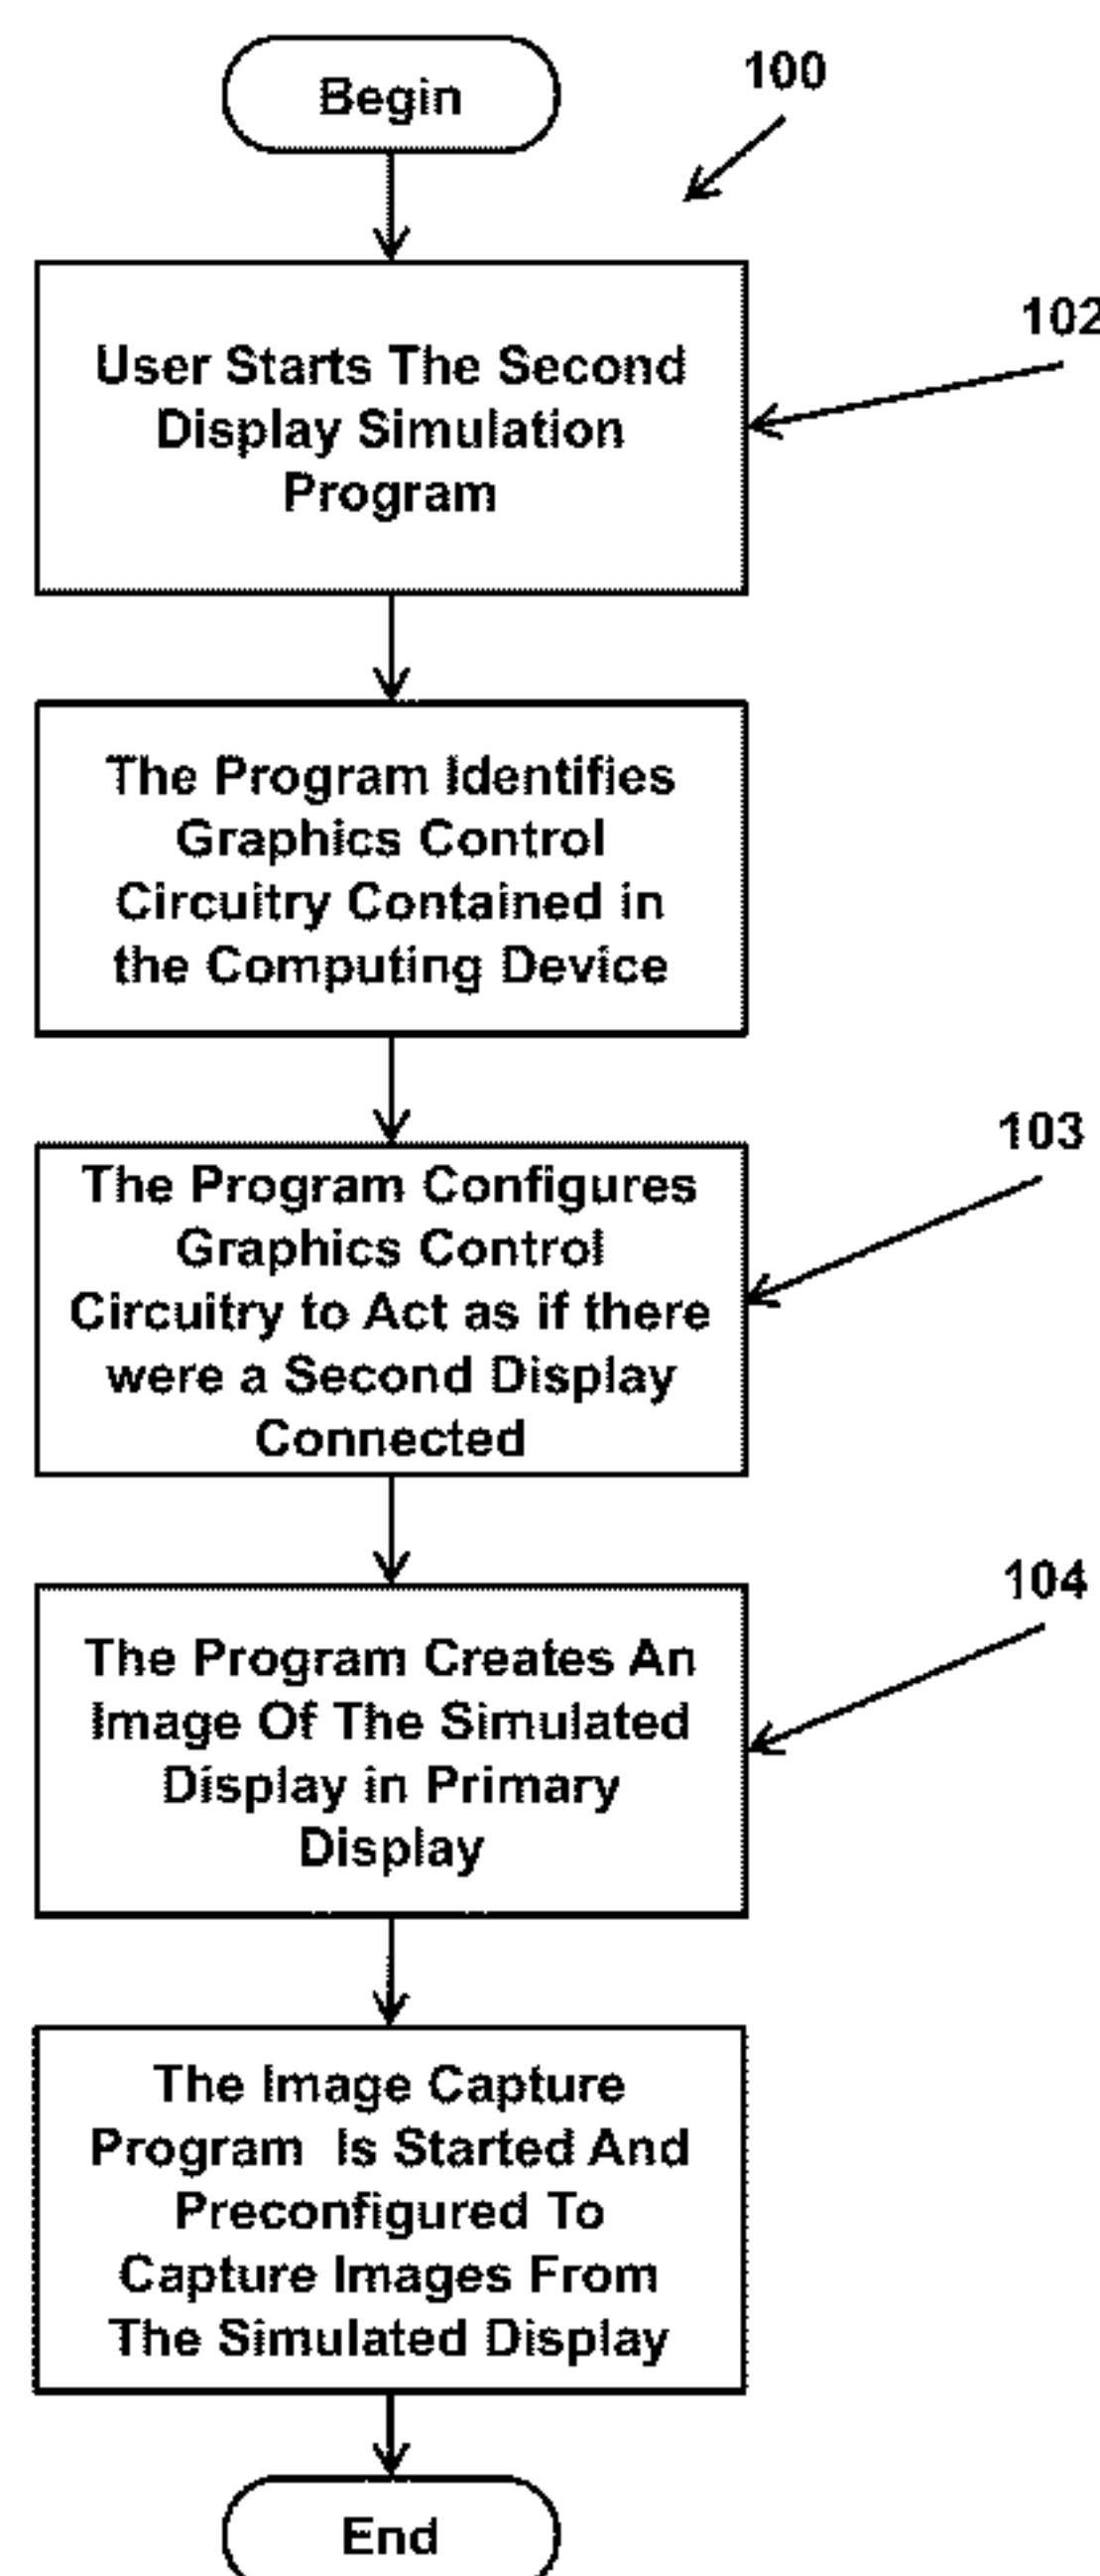 Begin
100
User Starts The Second
Display Simulation
Program
102
The Program Identifies
Graphics Control
Circuitry Contained in
the Computing Device
The Program Configures
Graphics Control
Circuitry to Act as if there
were a Second Display
Connected
103
The Program Creates An
Image Of The Simulated
Display in Primary
Display
104
The Image Capture
Program Is Started And
Preconfigured To
Capture Images From
The Simulated Display
End